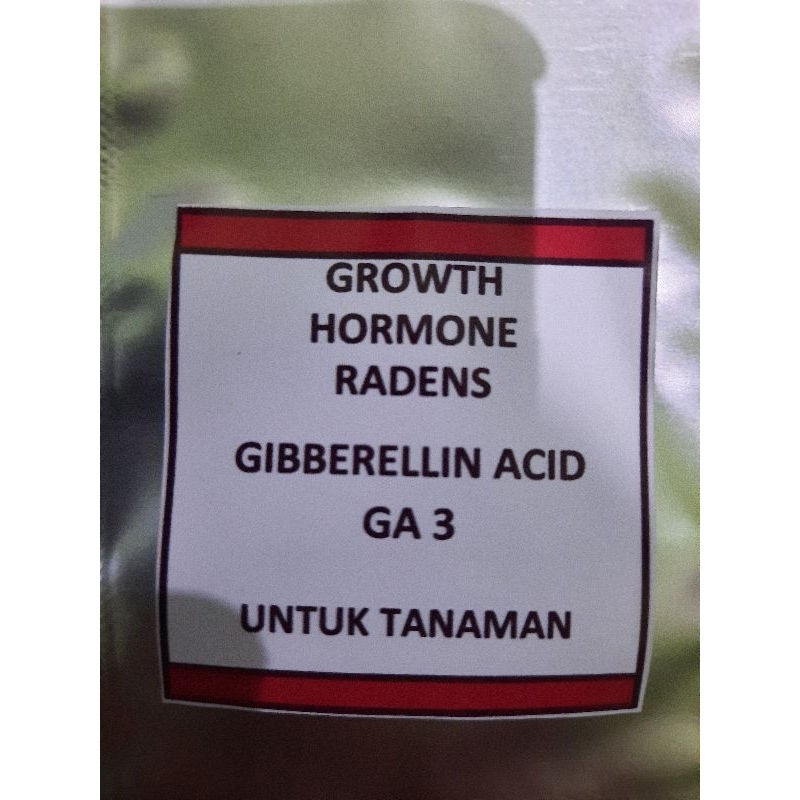 GROWTH
HORMONE
RADENS
GIBBERELLIN ACID
GA 3
UNTUK TANAMAN